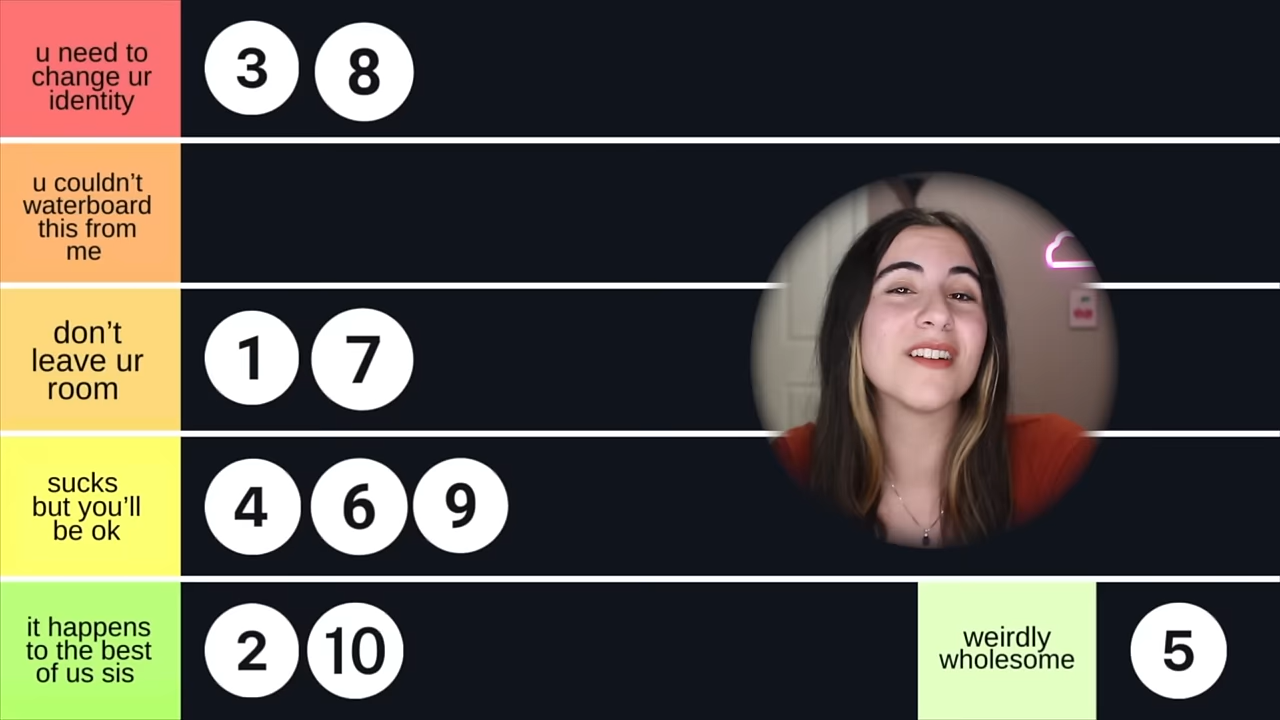 u need to
change ur
identity
3 8
u couldn't
waterboard
this from
me
don't
leave ur
room
1 7
sucks
but you'll
be ok
4 6 9
it happens
to the best
of us sis
2 10
weirdly
wholesome
5